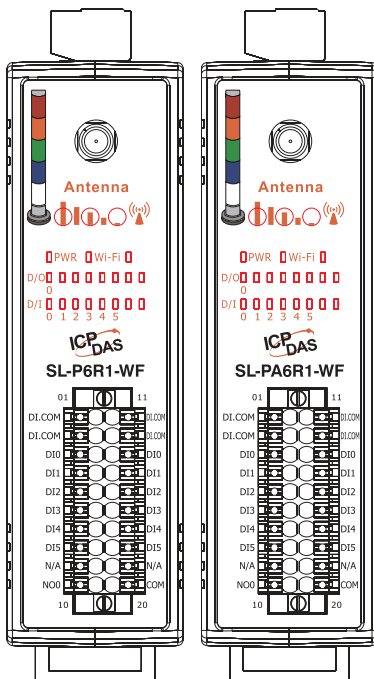 Antenna
PWR Wi-Fi
D/O
0
D/I
0 1 2 3 4 5
ICP DAS
SL-P6R1-WF
01 11
DI.COM DI.COM
DI.COM DI.COM
DI0 DI0
DI1 DI1
DI2 DI2
DI3 DI3
DI4 DI4
DI5 DI5
N/A N/A
NO0 COM
10 20
Antenna
PWR Wi-Fi
D/O
0
D/I
0 1 2 3 4 5
ICP DAS
SL-PA6R1-WF
01 11
DI.COM DI.COM
DI.COM DI.COM
DI0 DI0
DI1 DI1
DI2 DI2
DI3 DI3
DI4 DI4
DI5 DI5
N/A N/A
NO0 COM
10 20